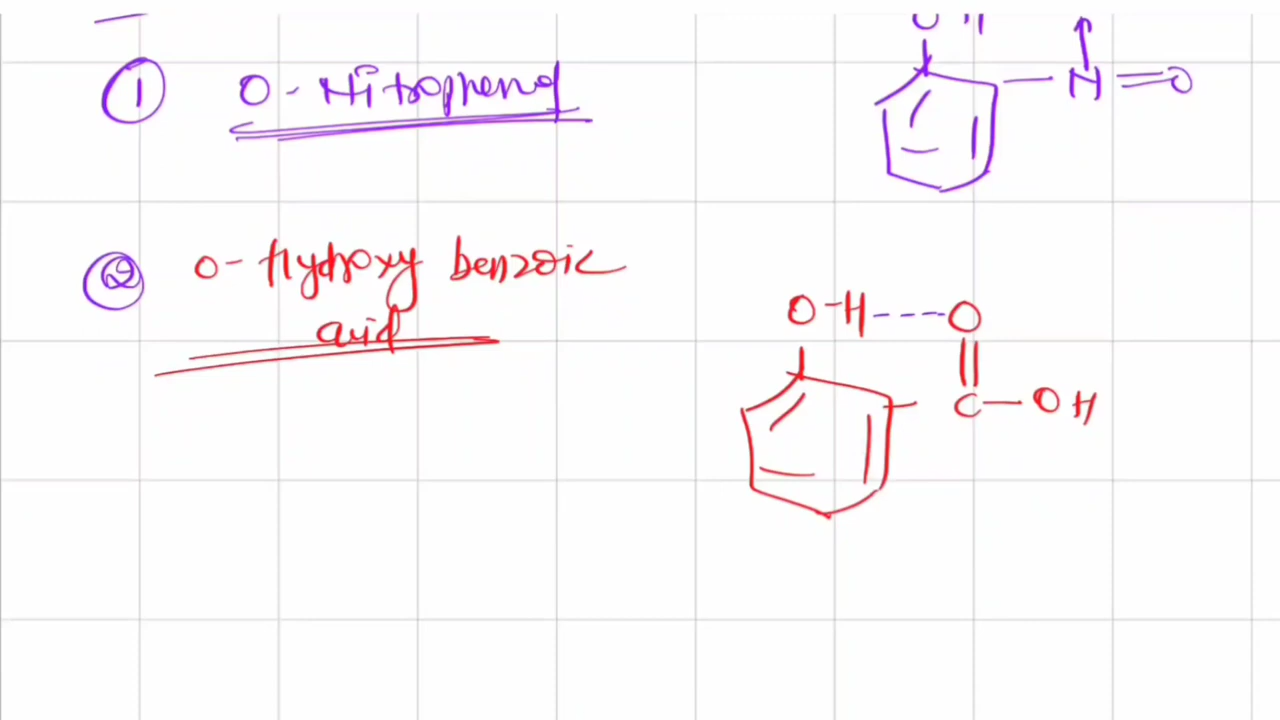 ① O-Nitrophenol
O H
N=O
② O-Hydroxy benzoic
acid
O-H---O
C-OH